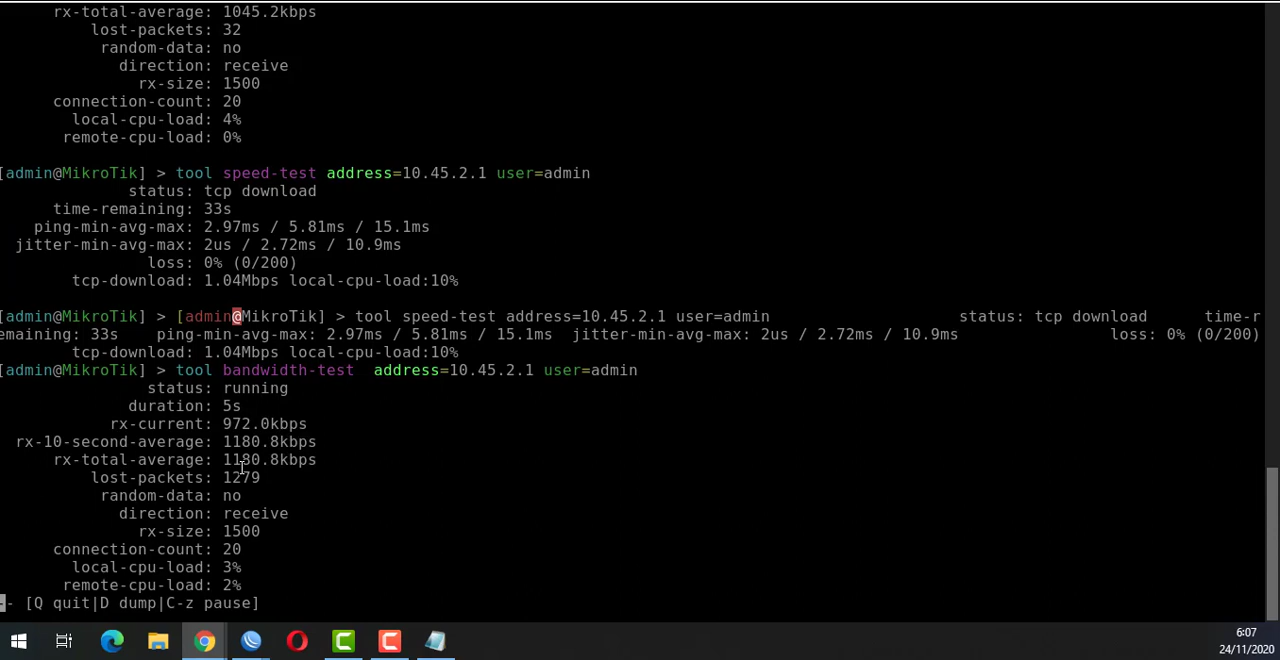 rx-total-average: 1045.2kbps
lost-packets: 32
random-data: no
direction: receive
rx-size: 1500
connection-count: 20
local-cpu-load: 4%
remote-cpu-load: 0%
[admin@MikroTik] > tool speed-test address=10.45.2.1 user=admin
status: tcp download
time-remaining: 33s
ping-min-avg-max: 2.97ms / 5.81ms / 15.1ms
jitter-min-avg-max: 2us / 2.72ms / 10.9ms
loss: 0% (0/200)
tcp-download: 1.04Mbps local-cpu-load:10%
[admin@MikroTik] > [admin@MikroTik] > tool speed-test address=10.45.2.1 user=admin status: tcp download time-r
emaining: 33s ping-min-avg-max: 2.97ms / 5.81ms / 15.1ms jitter-min-avg-max: 2us / 2.72ms / 10.9ms loss: 0% (0/200)
tcp-download: 1.04Mbps local-cpu-load:10%
[admin@MikroTik] > tool bandwidth-test address=10.45.2.1 user=admin
status: running
duration: 5s
rx-current: 972.0kbps
rx-10-second-average: 1180.8kbps
rx-total-average: 1180.8kbps
lost-packets: 1279
random-data: no
direction: receive
rx-size: 1500
connection-count: 20
local-cpu-load: 3%
remote-cpu-load: 2%
-- [Q quit|D dump|C-z pause]
6:07
24/11/2020